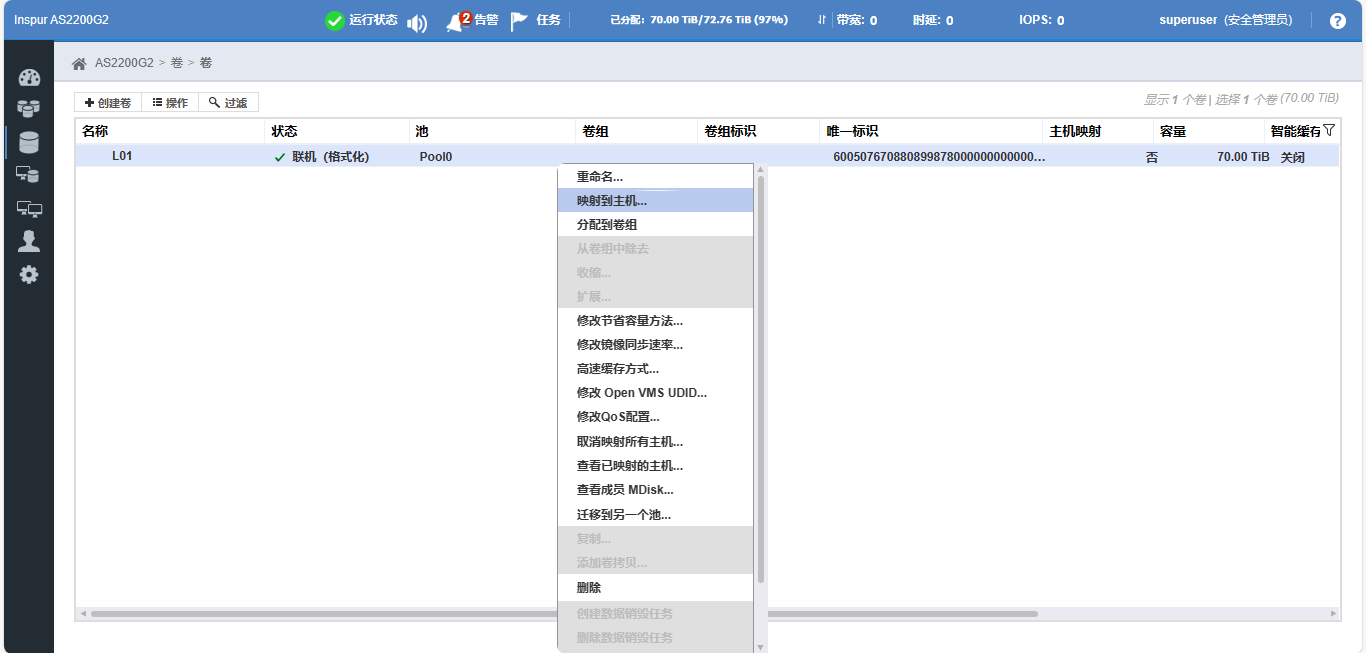 Inspur AS2200G2 运行状态 2 告警 任务 已分配: 70.00 TiB/72.76 TiB (97%) 带宽: 0 时延: 0 IOPS: 0 superuser (安全管理员) ?
AS2200G2 > 卷 > 卷
创建卷 操作 过滤 显示 1 个卷 | 选择 1 个卷 (70.00 TiB)
名称 状态 池 卷组 卷组标识 唯一标识 主机映射 容量 智能缓存
L01 联机（格式化） Pool0 600507670880899878000000000000... 否 70.00 TiB 关闭
重命名...
映射到主机...
分配到卷组
从卷组中除去
收缩...
扩展...
修改节省容量方法...
修改镜像同步速率...
高速缓存方式...
修改 Open VMS UDID...
修改QoS配置...
取消映射所有主机...
查看已映射的主机...
查看成员 MDisk...
迁移到另一个池...
复制...
添加卷拷贝...
删除
创建数据销毁任务
删除数据销毁任务